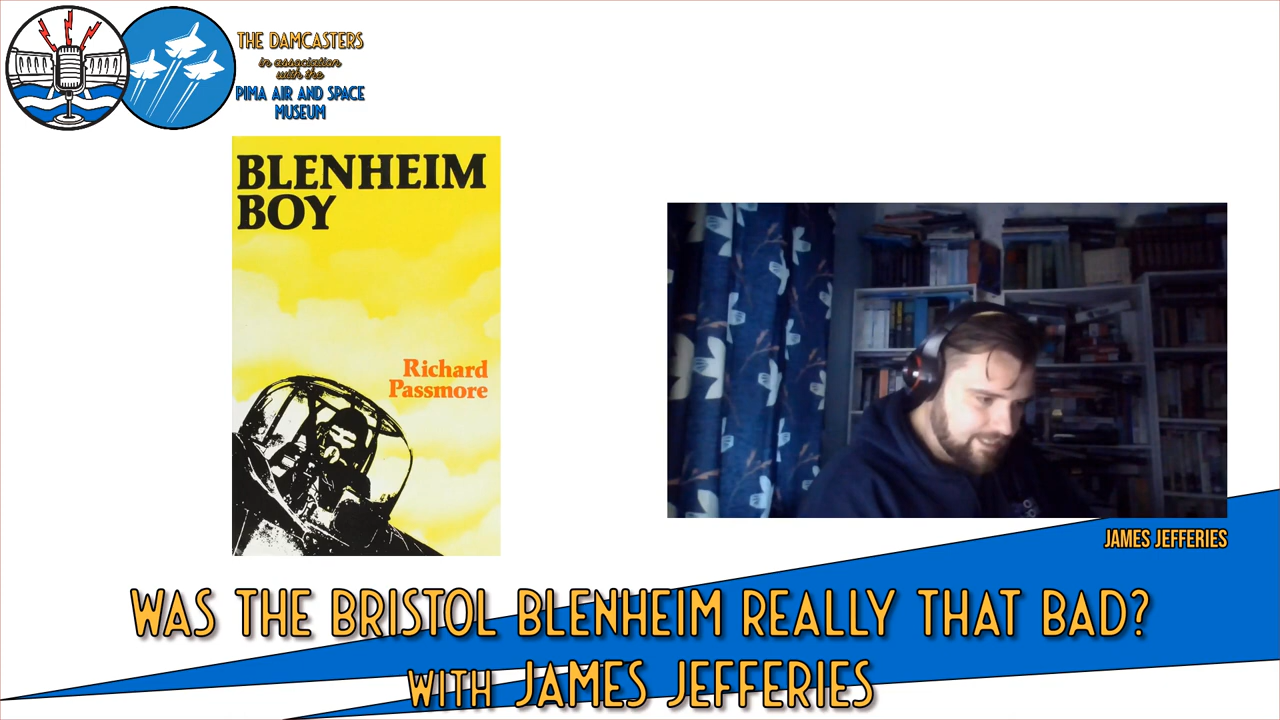 THE DAMCASTERS
in association
with the
PIMA AIR AND SPACE
MUSEUM
BLENHEIM
BOY
Richard
Passmore
JAMES JEFFERIES
WAS THE BRISTOL BLENHEIM REALLY THAT BAD?
WITH JAMES JEFFERIES